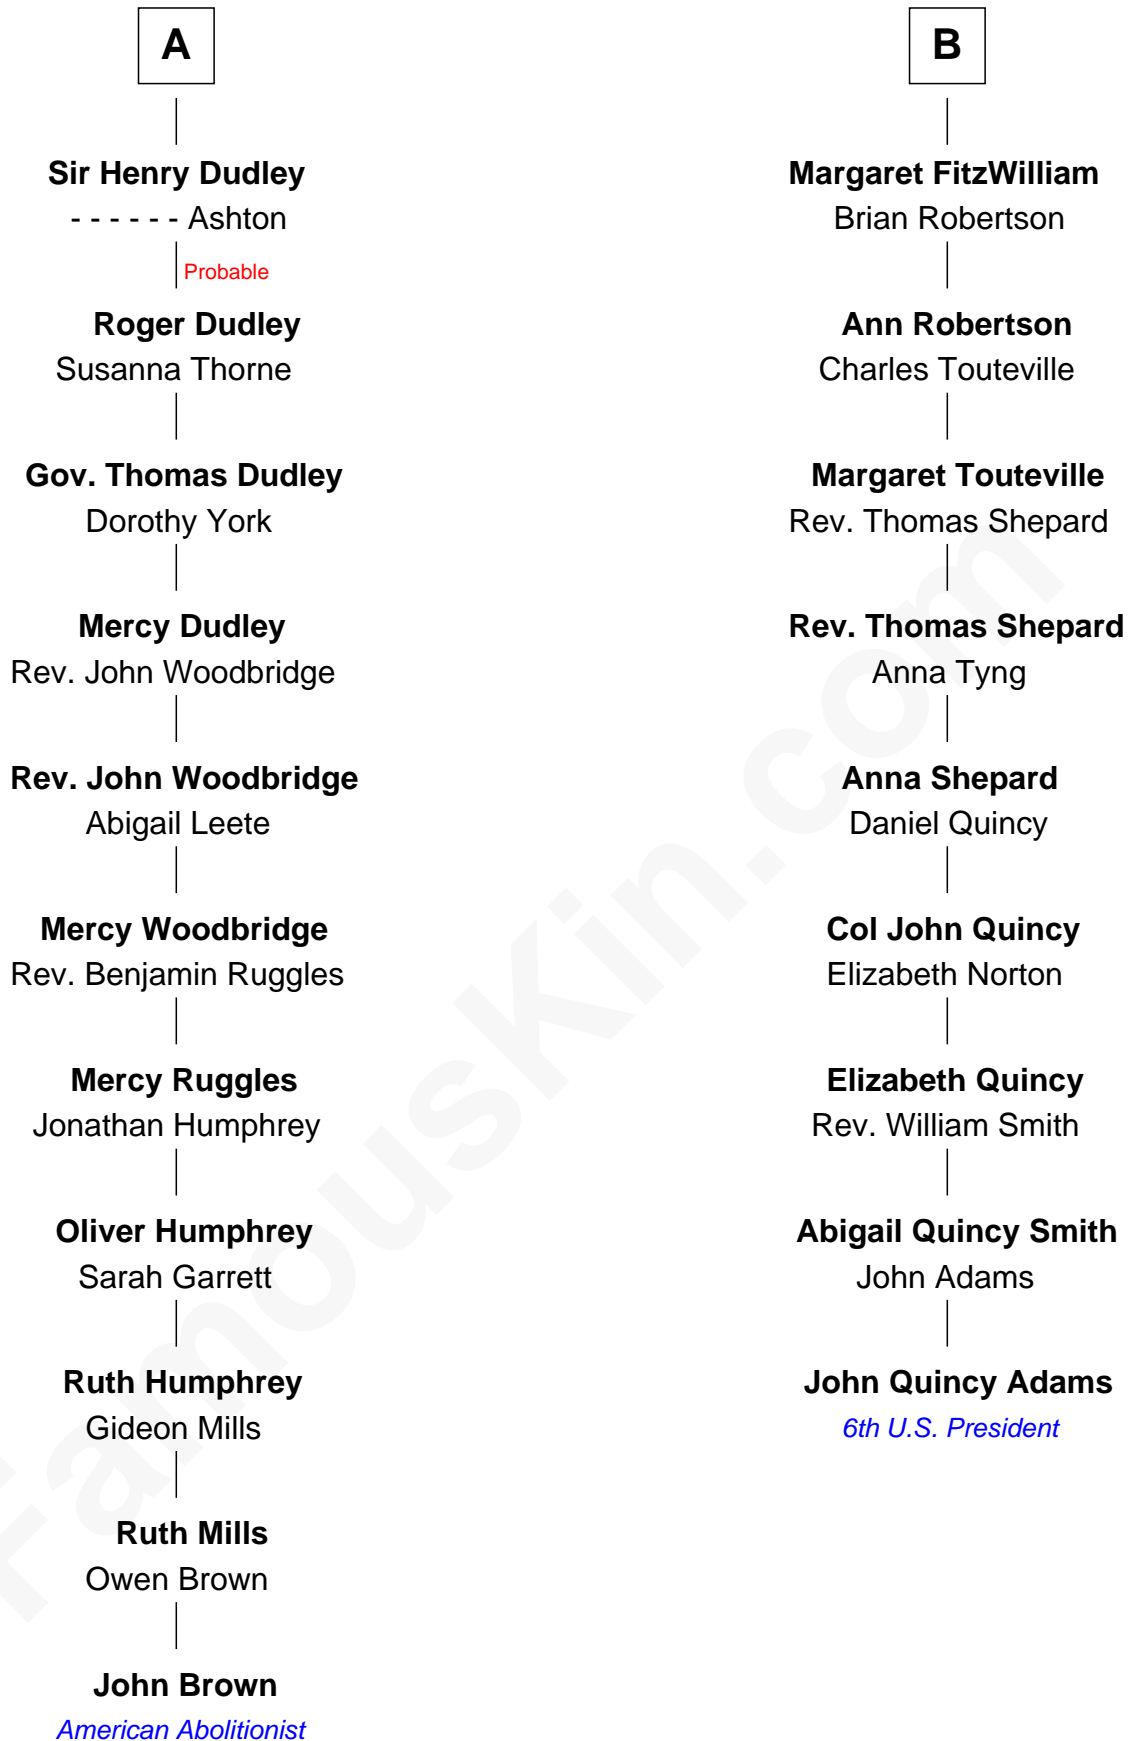 A
Sir Henry Dudley
- - - - - - Ashton
Probable
Roger Dudley
Susanna Thorne
Gov. Thomas Dudley
Dorothy York
Mercy Dudley
Rev. John Woodbridge
Rev. John Woodbridge
Abigail Leete
Mercy Woodbridge
Rev. Benjamin Ruggles
Mercy Ruggles
Jonathan Humphrey
Oliver Humphrey
Sarah Garrett
Ruth Humphrey
Gideon Mills
Ruth Mills
Owen Brown
John Brown
American Abolitionist
B
Margaret FitzWilliam
Brian Robertson
Ann Robertson
Charles Touteville
Margaret Touteville
Rev. Thomas Shepard
Rev. Thomas Shepard
Anna Tyng
Anna Shepard
Daniel Quincy
Col John Quincy
Elizabeth Norton
Elizabeth Quincy
Rev. William Smith
Abigail Quincy Smith
John Adams
John Quincy Adams
6th U.S. President
FamousKin.com